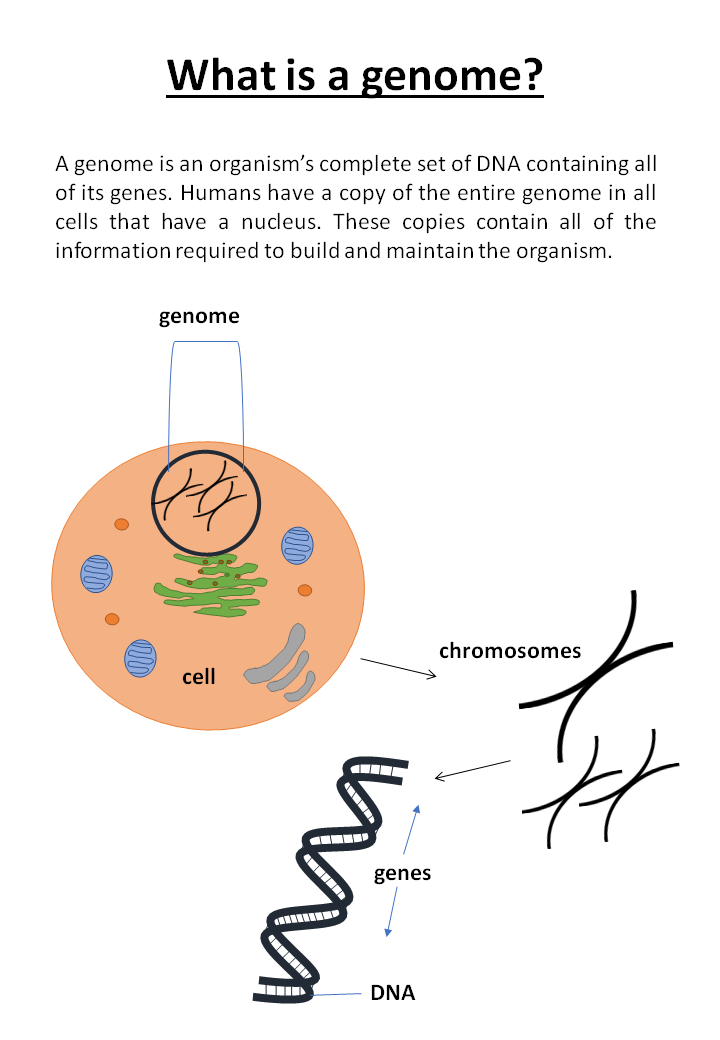 What is a genome?
A genome is an organism’s complete set of DNA containing all
of its genes. Humans have a copy of the entire genome in all
cells that have a nucleus. These copies contain all of the
information required to build and maintain the organism.
genome
chromosomes
cell
genes
DNA